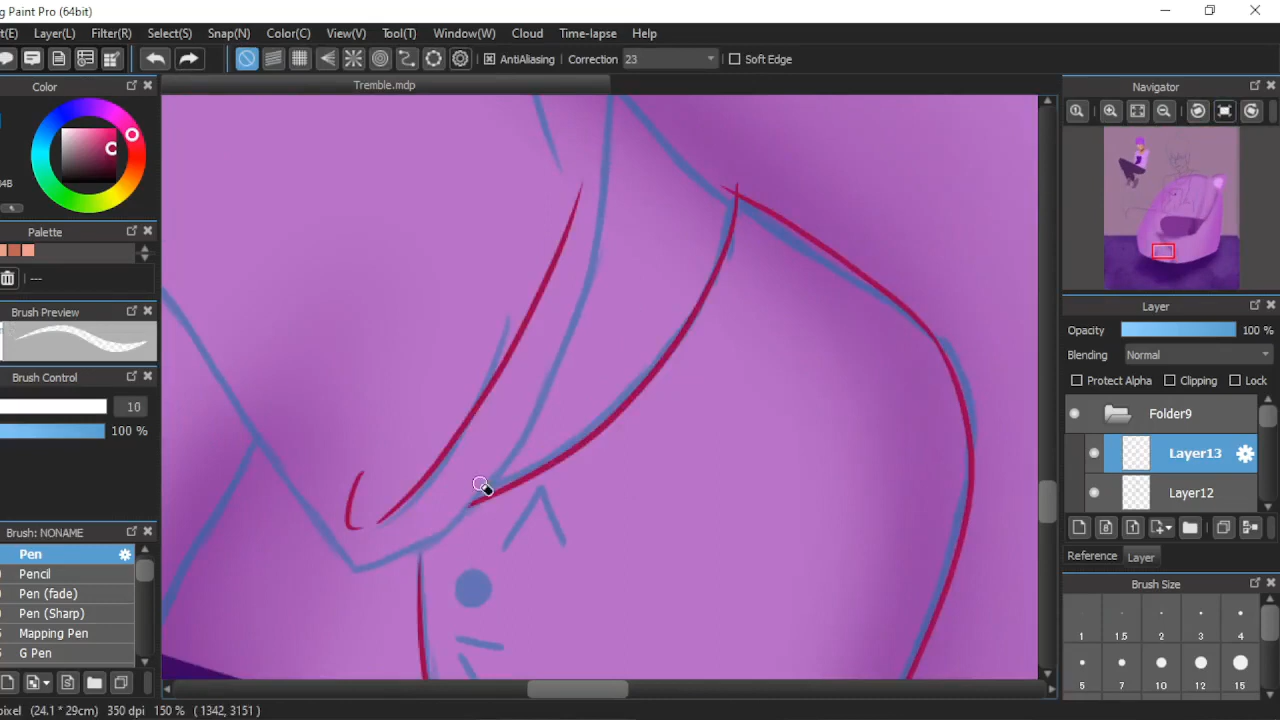 g Paint Pro (64bit)
t(E) Layer(L) Filter(R) Select(S) Snap(N) Color(C) View(V) Tool(T) Window(W) Cloud Time-lapse Help
AntiAliasing Correction 23 Soft Edge
Color
Tremble.mdp
Navigator
04B
Palette
---
Brush Preview
Brush Control
10
100 %
Brush: NONAME
Pen
Pencil
Pen (fade)
Pen (Sharp)
Mapping Pen
G Pen
Layer
Opacity 100 %
Blending Normal
Protect Alpha Clipping Lock
Folder9
Layer13
Layer12
Reference Layer
Brush Size
1 1.5 2 3 4
5 7 10 12 15
pixel (24.1 * 29cm) 350 dpi 150 % ( 1342, 3151 )